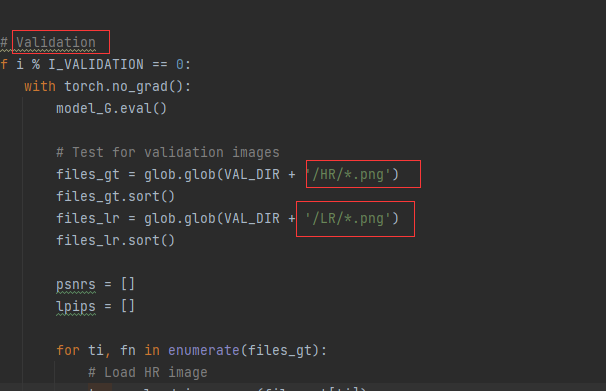 # Validation
f i % I_VALIDATION == 0:
with torch.no_grad():
model_G.eval()
# Test for validation images
files_gt = glob.glob(VAL_DIR + '/HR/*.png')
files_gt.sort()
files_lr = glob.glob(VAL_DIR + '/LR/*.png')
files_lr.sort()
psnrs = []
lpips = []
for ti, fn in enumerate(files_gt):
# Load HR image